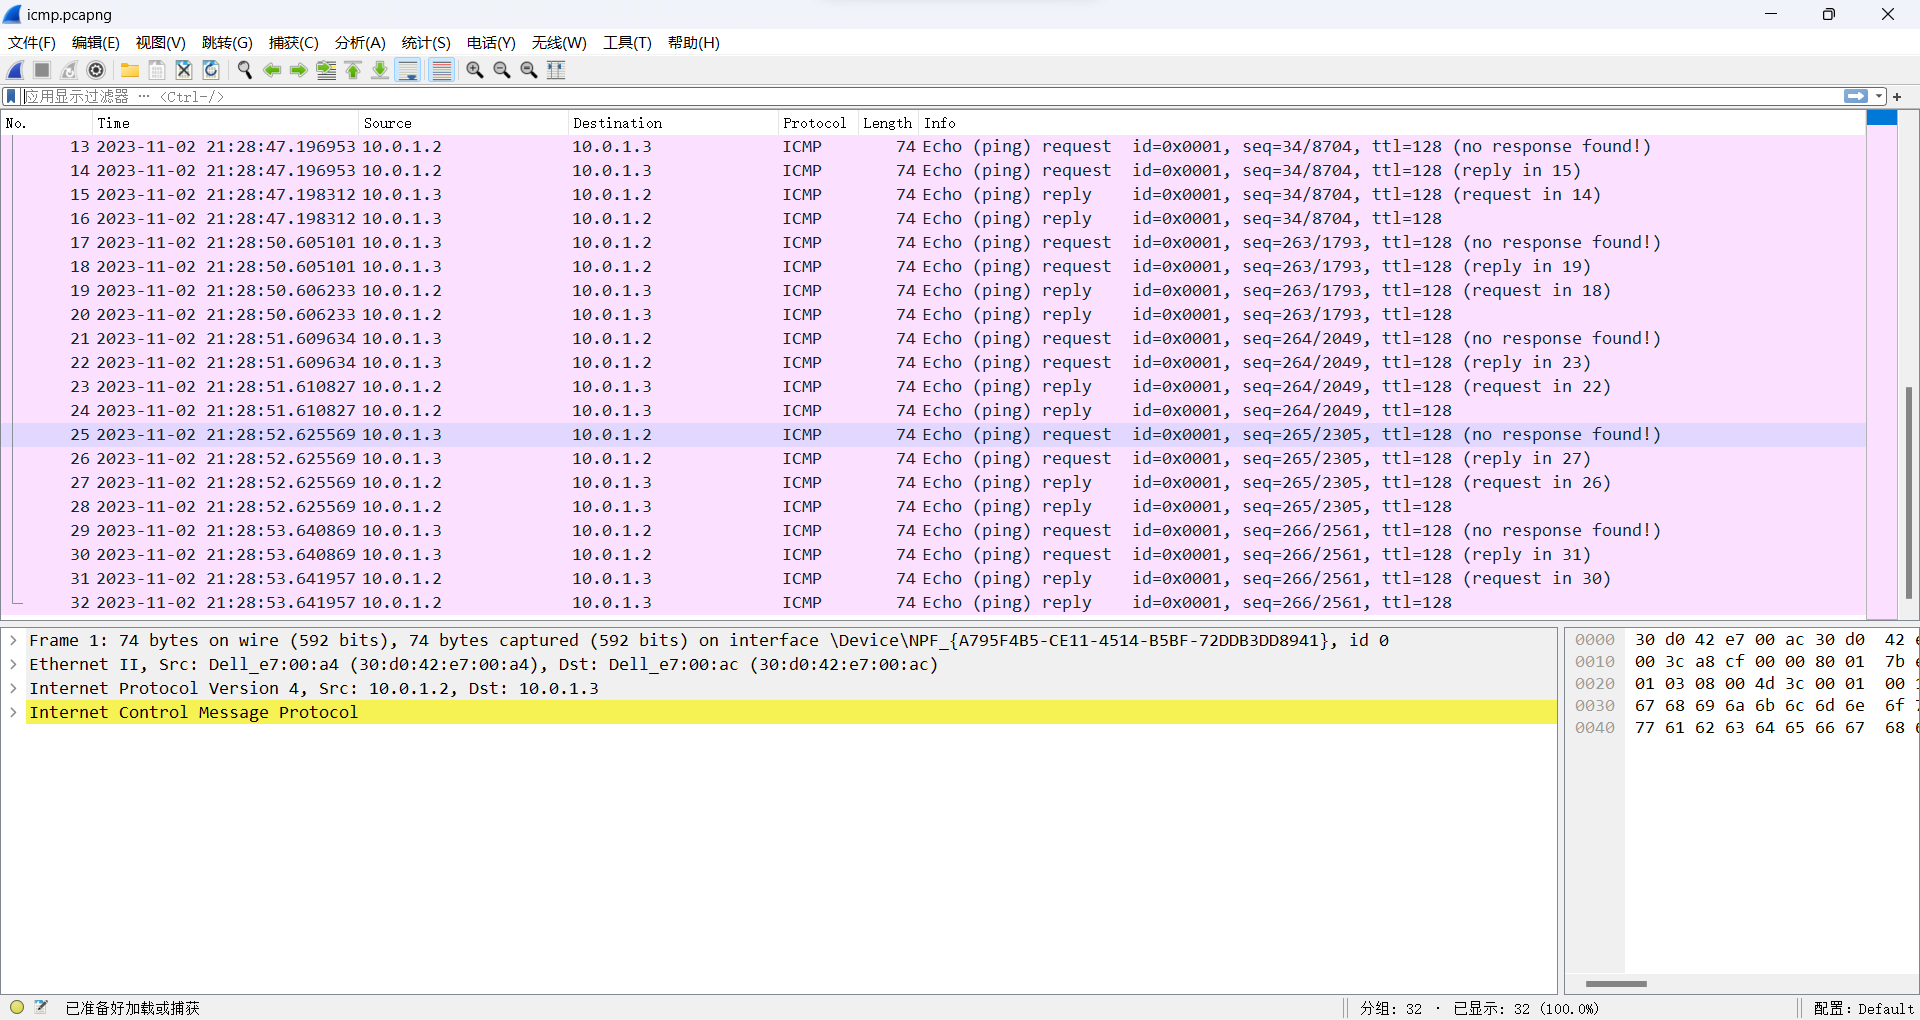 icmp.pcapng
文件(F) 编辑(E) 视图(V) 跳转(G) 捕获(C) 分析(A) 统计(S) 电话(Y) 无线(W) 工具(T) 帮助(H)
应用显示过滤器 … <Ctrl-/>
No. Time Source Destination Protocol Length Info
13 2023-11-02 21:28:47.196953 10.0.1.2 10.0.1.3 ICMP 74 Echo (ping) request id=0x0001, seq=34/8704, ttl=128 (no response found!)
14 2023-11-02 21:28:47.196953 10.0.1.2 10.0.1.3 ICMP 74 Echo (ping) request id=0x0001, seq=34/8704, ttl=128 (reply in 15)
15 2023-11-02 21:28:47.198312 10.0.1.3 10.0.1.2 ICMP 74 Echo (ping) reply id=0x0001, seq=34/8704, ttl=128 (request in 14)
16 2023-11-02 21:28:47.198312 10.0.1.3 10.0.1.2 ICMP 74 Echo (ping) reply id=0x0001, seq=34/8704, ttl=128
17 2023-11-02 21:28:50.605101 10.0.1.3 10.0.1.2 ICMP 74 Echo (ping) request id=0x0001, seq=263/1793, ttl=128 (no response found!)
18 2023-11-02 21:28:50.605101 10.0.1.3 10.0.1.2 ICMP 74 Echo (ping) request id=0x0001, seq=263/1793, ttl=128 (reply in 19)
19 2023-11-02 21:28:50.606233 10.0.1.2 10.0.1.3 ICMP 74 Echo (ping) reply id=0x0001, seq=263/1793, ttl=128 (request in 18)
20 2023-11-02 21:28:50.606233 10.0.1.2 10.0.1.3 ICMP 74 Echo (ping) reply id=0x0001, seq=263/1793, ttl=128
21 2023-11-02 21:28:51.609634 10.0.1.3 10.0.1.2 ICMP 74 Echo (ping) request id=0x0001, seq=264/2049, ttl=128 (no response found!)
22 2023-11-02 21:28:51.609634 10.0.1.3 10.0.1.2 ICMP 74 Echo (ping) request id=0x0001, seq=264/2049, ttl=128 (reply in 23)
23 2023-11-02 21:28:51.610827 10.0.1.2 10.0.1.3 ICMP 74 Echo (ping) reply id=0x0001, seq=264/2049, ttl=128 (request in 22)
24 2023-11-02 21:28:51.610827 10.0.1.2 10.0.1.3 ICMP 74 Echo (ping) reply id=0x0001, seq=264/2049, ttl=128
25 2023-11-02 21:28:52.625569 10.0.1.3 10.0.1.2 ICMP 74 Echo (ping) request id=0x0001, seq=265/2305, ttl=128 (no response found!)
26 2023-11-02 21:28:52.625569 10.0.1.3 10.0.1.2 ICMP 74 Echo (ping) request id=0x0001, seq=265/2305, ttl=128 (reply in 27)
27 2023-11-02 21:28:52.625569 10.0.1.2 10.0.1.3 ICMP 74 Echo (ping) reply id=0x0001, seq=265/2305, ttl=128 (request in 26)
28 2023-11-02 21:28:52.625569 10.0.1.2 10.0.1.3 ICMP 74 Echo (ping) reply id=0x0001, seq=265/2305, ttl=128
29 2023-11-02 21:28:53.640869 10.0.1.3 10.0.1.2 ICMP 74 Echo (ping) request id=0x0001, seq=266/2561, ttl=128 (no response found!)
30 2023-11-02 21:28:53.640869 10.0.1.3 10.0.1.2 ICMP 74 Echo (ping) request id=0x0001, seq=266/2561, ttl=128 (reply in 31)
31 2023-11-02 21:28:53.641957 10.0.1.2 10.0.1.3 ICMP 74 Echo (ping) reply id=0x0001, seq=266/2561, ttl=128 (request in 30)
32 2023-11-02 21:28:53.641957 10.0.1.2 10.0.1.3 ICMP 74 Echo (ping) reply id=0x0001, seq=266/2561, ttl=128
Frame 1: 74 bytes on wire (592 bits), 74 bytes captured (592 bits) on interface \Device\NPF_{A795F4B5-CE11-4514-B5BF-72DDB3DD8941}, id 0
Ethernet II, Src: Dell_e7:00:a4 (30:d0:42:e7:00:a4), Dst: Dell_e7:00:ac (30:d0:42:e7:00:ac)
Internet Protocol Version 4, Src: 10.0.1.2, Dst: 10.0.1.3
Internet Control Message Protocol
0000 30 d0 42 e7 00 ac 30 d0 42
0010 00 3c a8 cf 00 00 80 01 7b
0020 01 03 08 00 4d 3c 00 01 00
0030 67 68 69 6a 6b 6c 6d 6e 6f
0040 77 61 62 63 64 65 66 67 68
已准备好加载或捕获
分组: 32 · 已显示: 32 (100.0%)
配置: Default